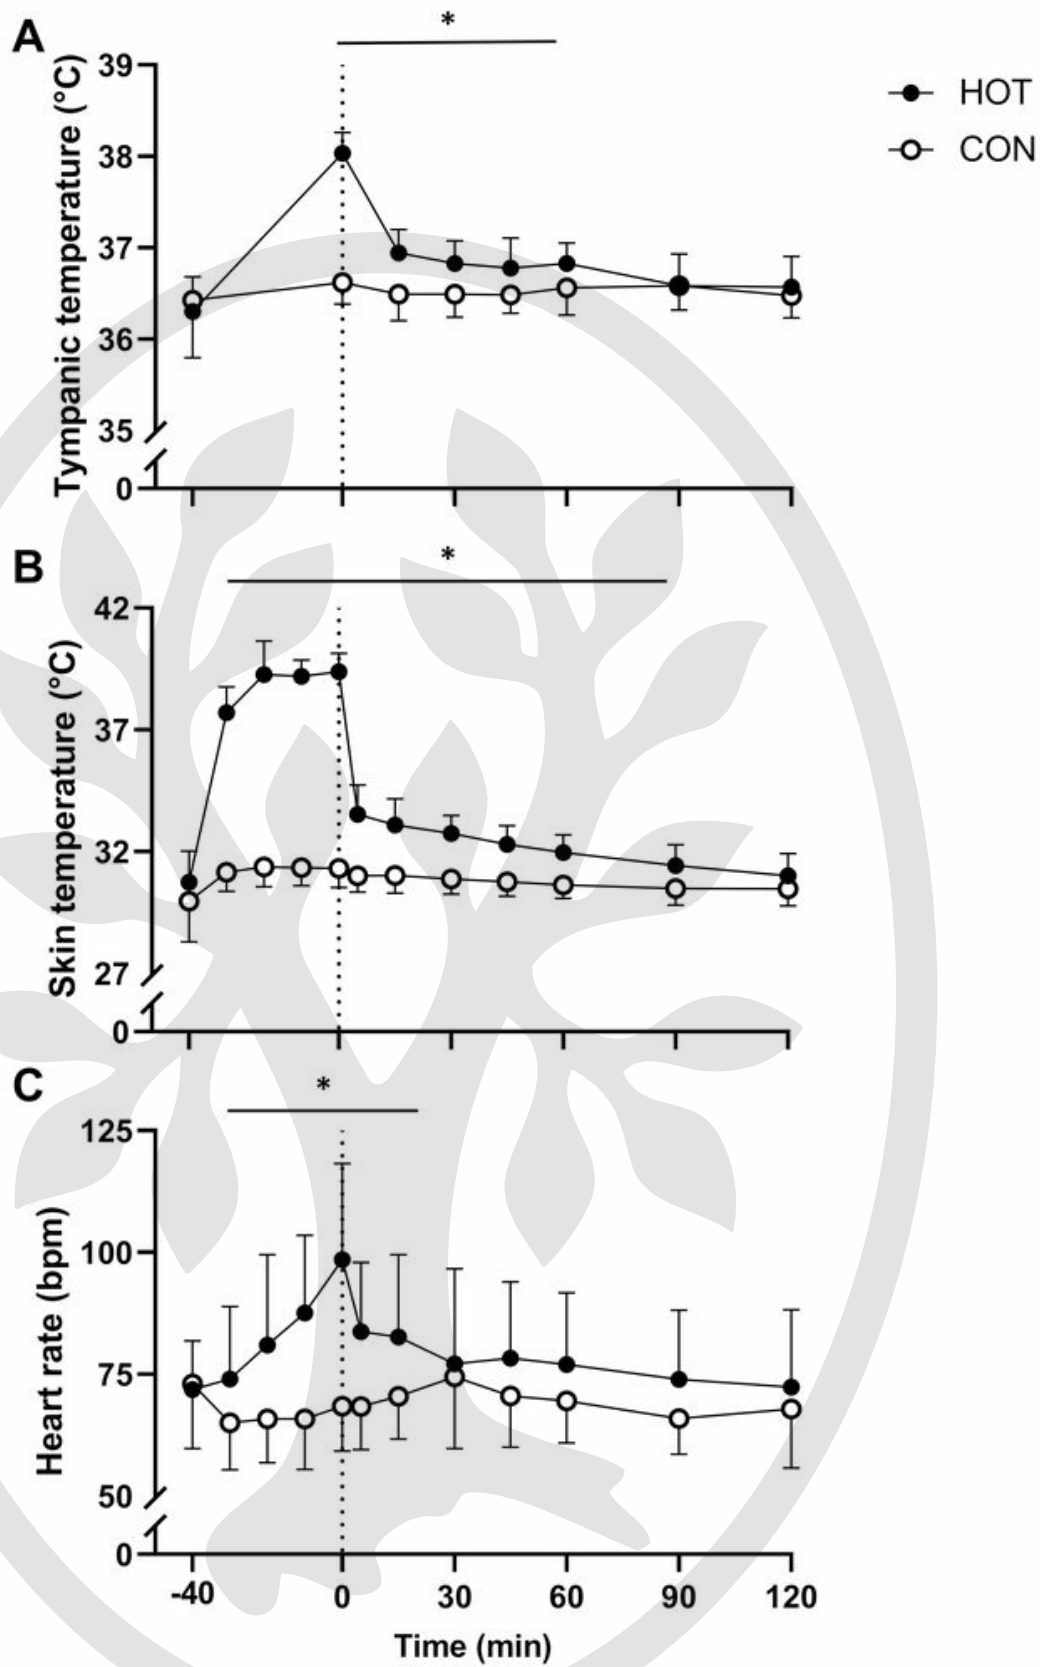 A
*
Tympanic temperature (°C)
39
38
37
36
35
0
HOT
CON
B
*
Skin temperature (°C)
42
37
32
27
0
C
*
Heart rate (bpm)
125
100
75
50
0
-40 0 30 60 90 120
Time (min)